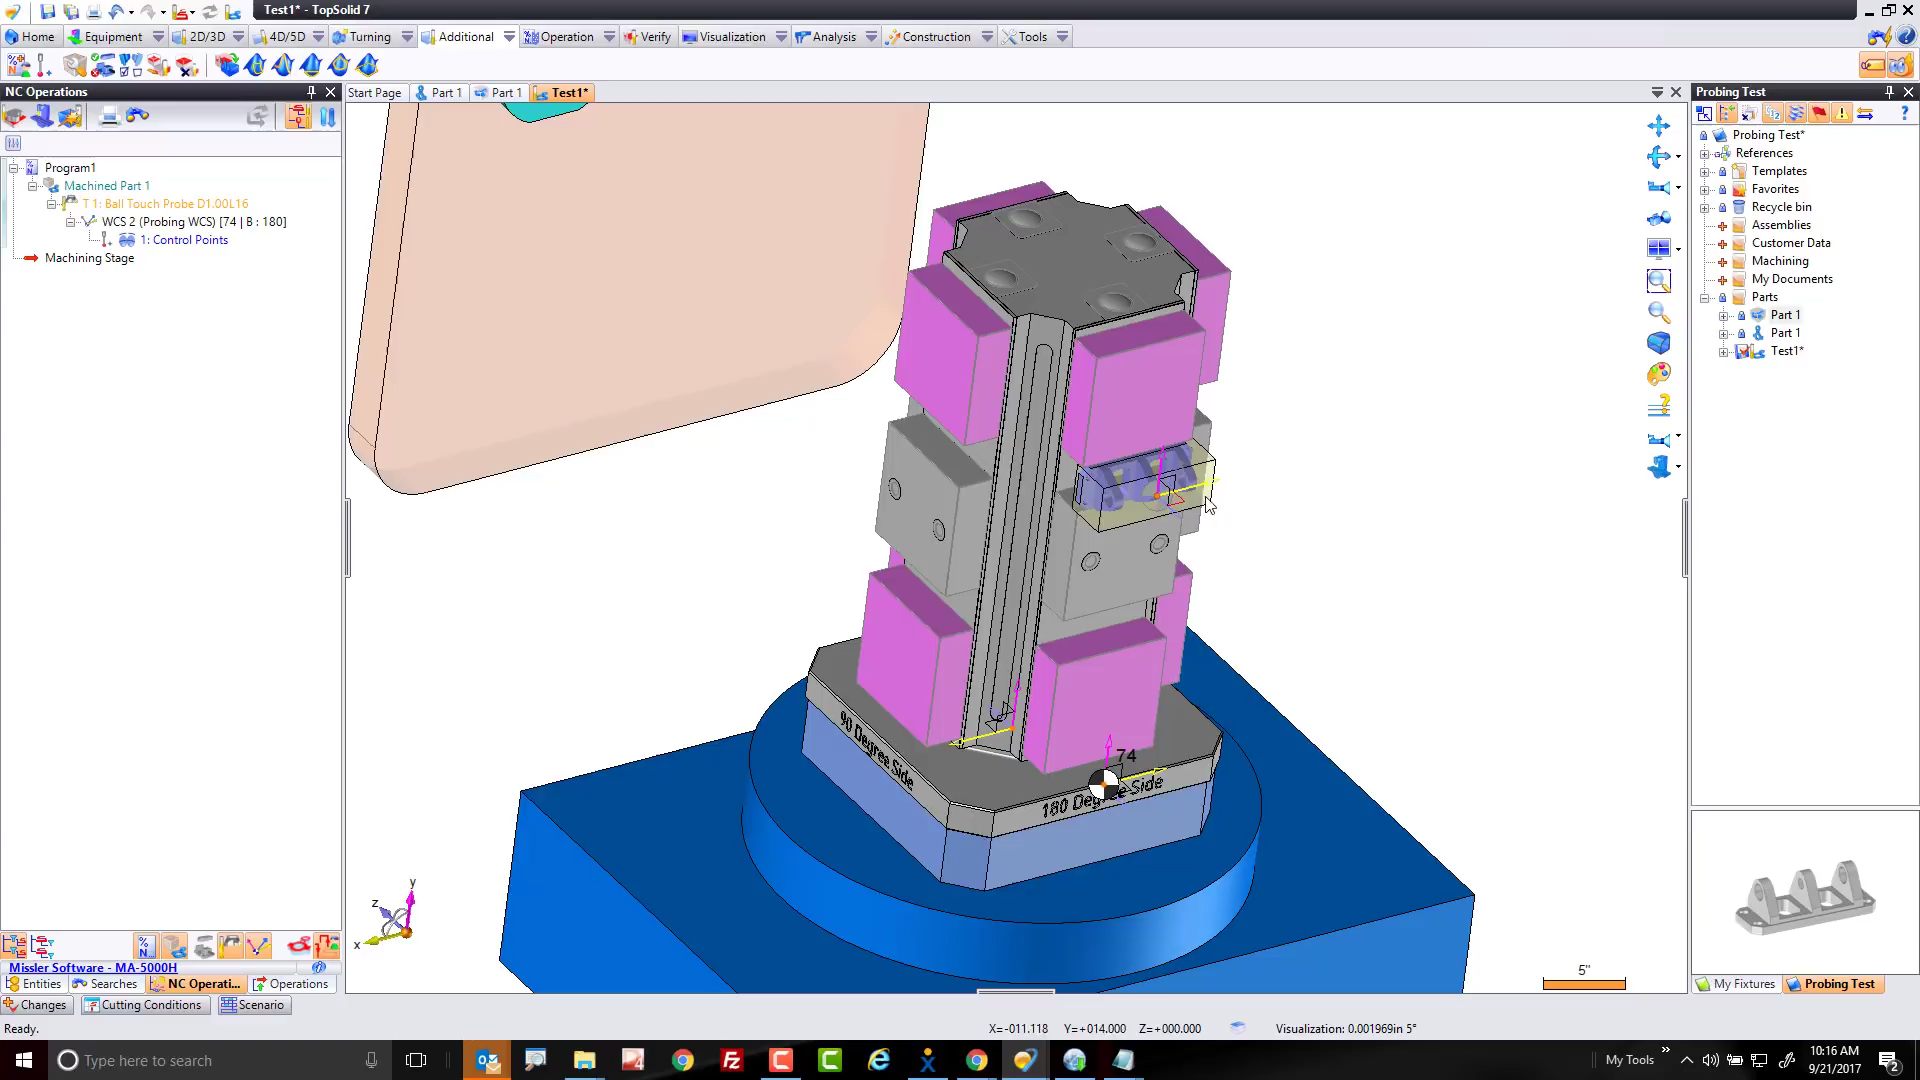 Test1* - TopSolid 7
Home Equipment 2D/3D 4D/5D Turning Additional Operation Verify Visualization Analysis Construction Tools
NC Operations
Start Page Part 1 Part 1 Test1*
Probing Test
Program1
Machined Part 1
T 1: Ball Touch Probe D1.00L16
WCS 2 (Probing WCS) [74 | B : 180]
1: Control Points
Machining Stage
Probing Test*
References
Templates
Favorites
Recycle bin
Assemblies
Customer Data
Machining
My Documents
Parts
Part 1
Part 1
Test1*
74
90 Degree Side
180 Degree Side
y
z
x
5"
Missler Software - MA-5000H
Entities Searches NC Operati... Operations
My Fixtures Probing Test
Changes Cutting Conditions Scenario
Ready.
X=-011.118 Y=+014.000 Z=+000.000 Visualization: 0.001969in 5°
Type here to search
My Tools
10:16 AM
9/21/2017
2